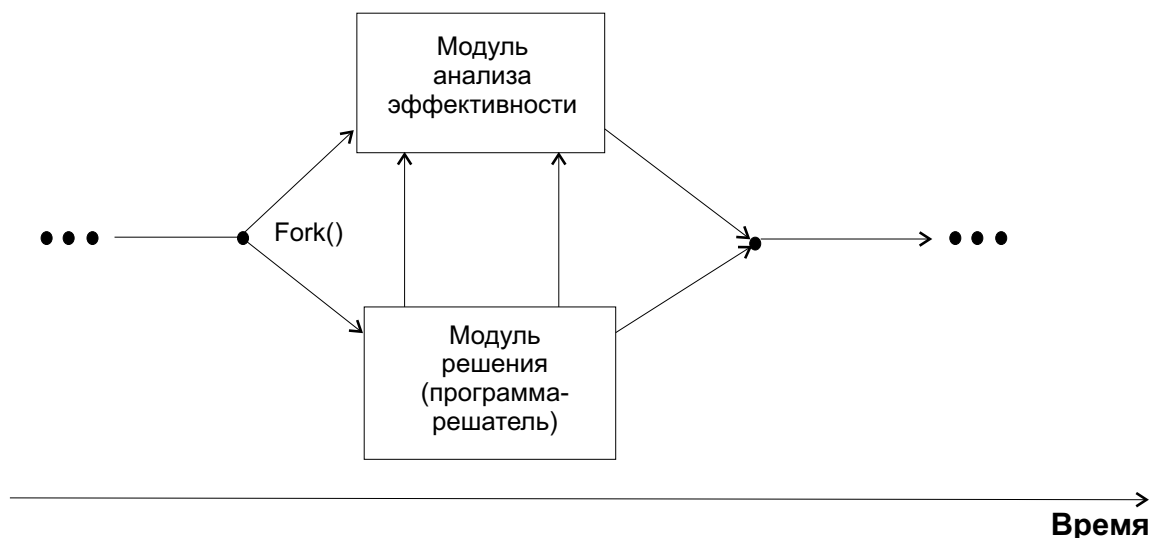 Модуль
анализа
эффективности
Fork()
Модуль
решения
(программа-
решатель)
Время